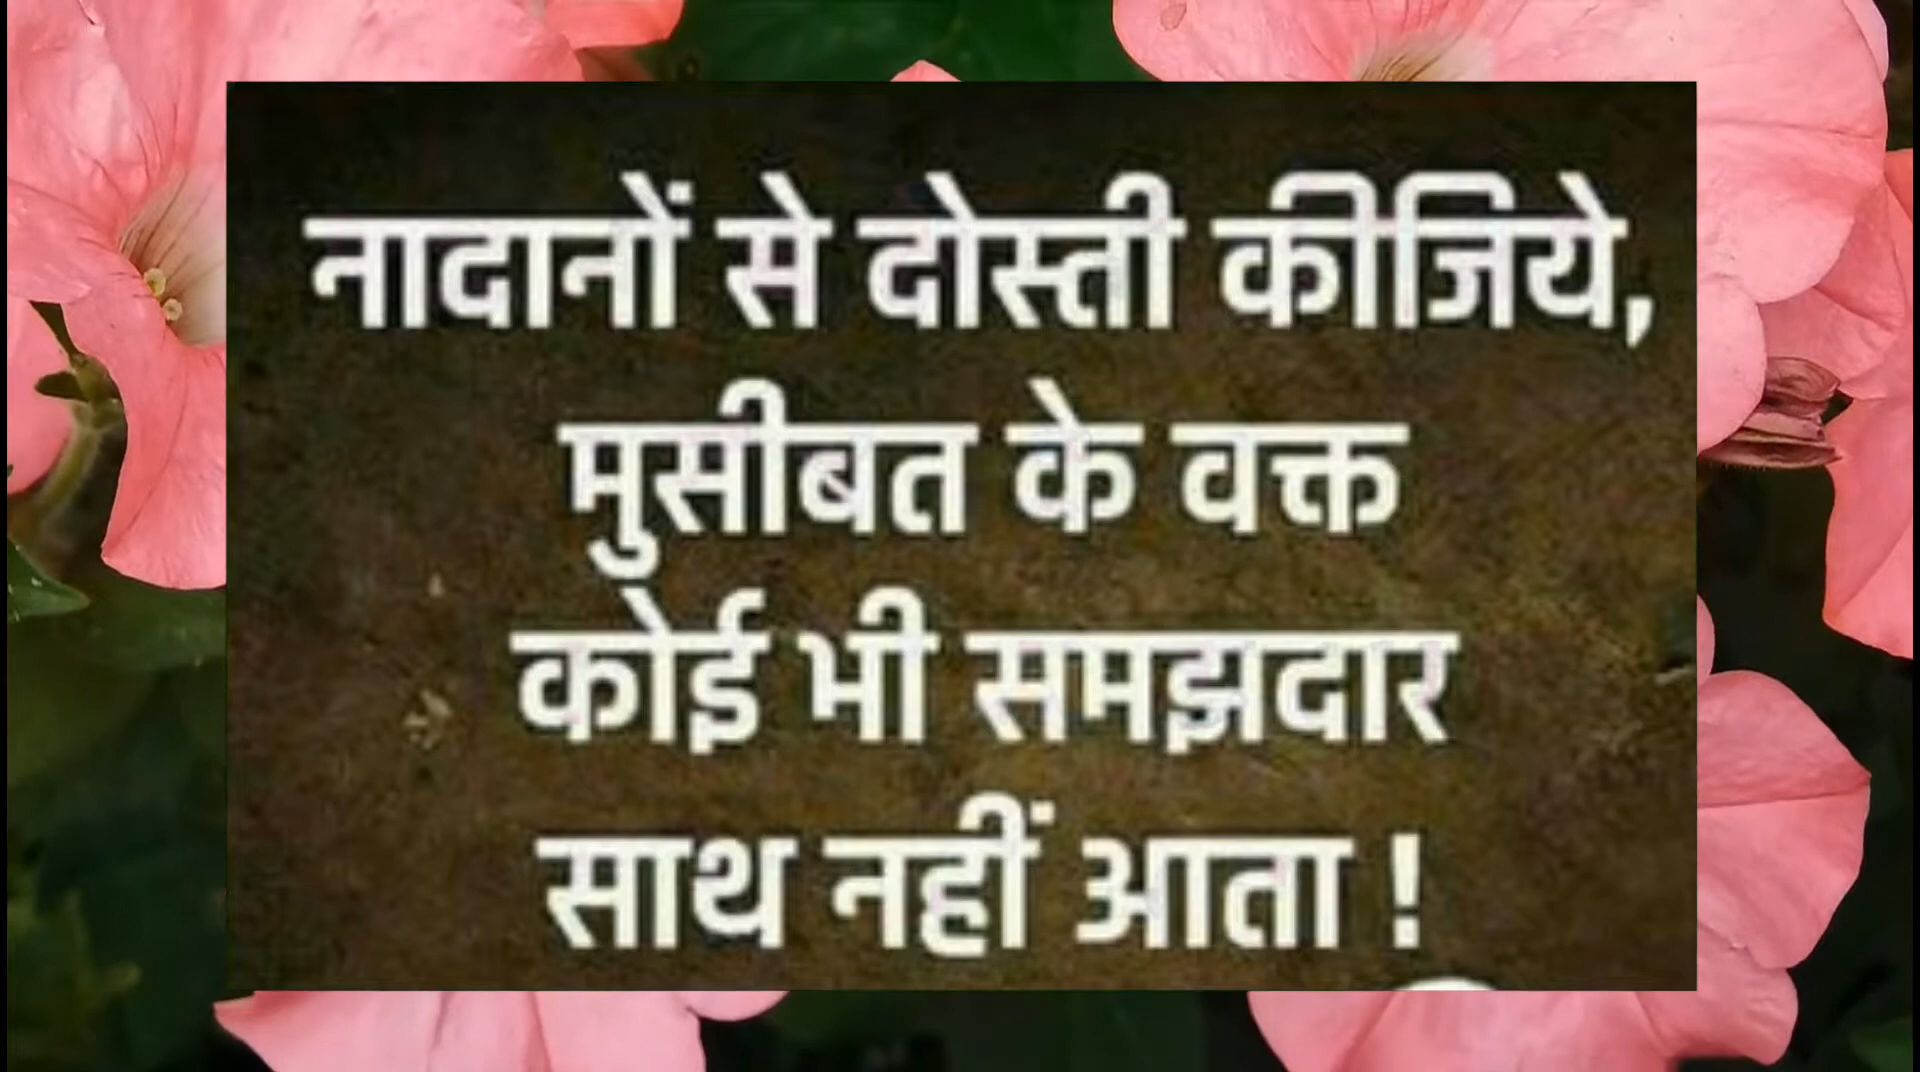 नादानों से दोस्ती कीजिये,
मुसीबत के वक्त
कोई भी समझदार
साथ नहीं आता !